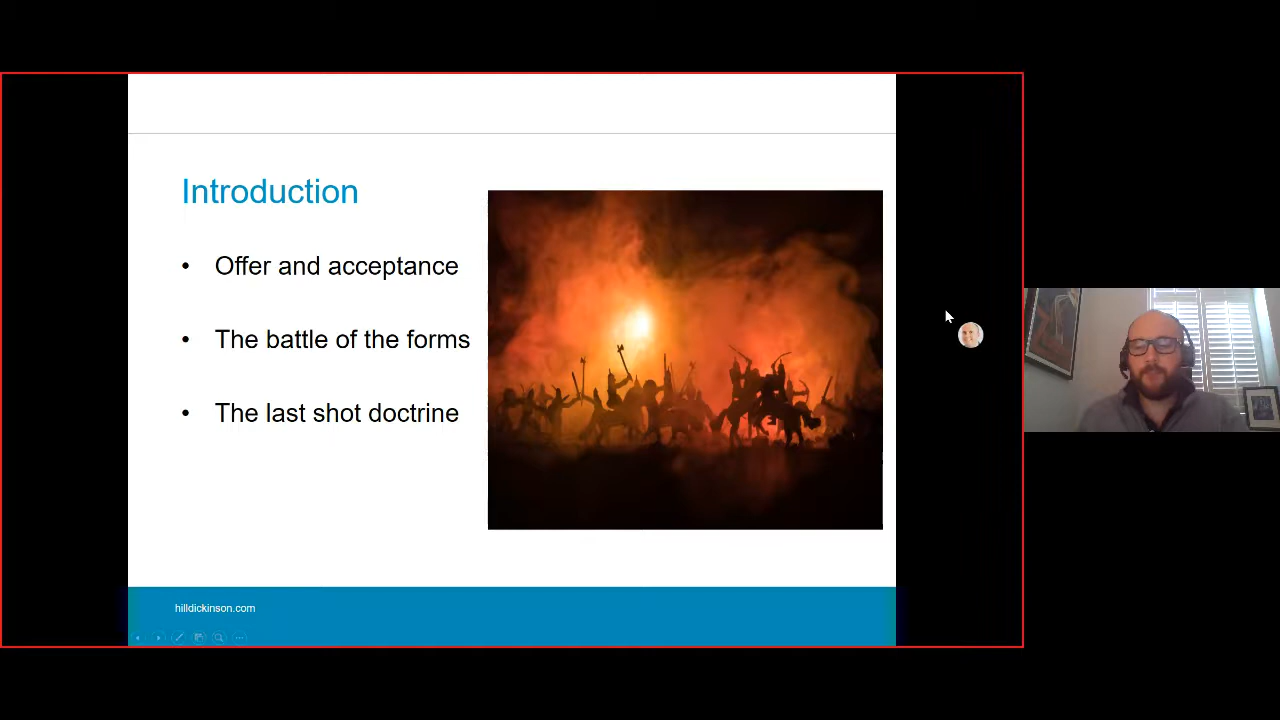 Introduction
• Offer and acceptance
• The battle of the forms
• The last shot doctrine
hilldickinson.com